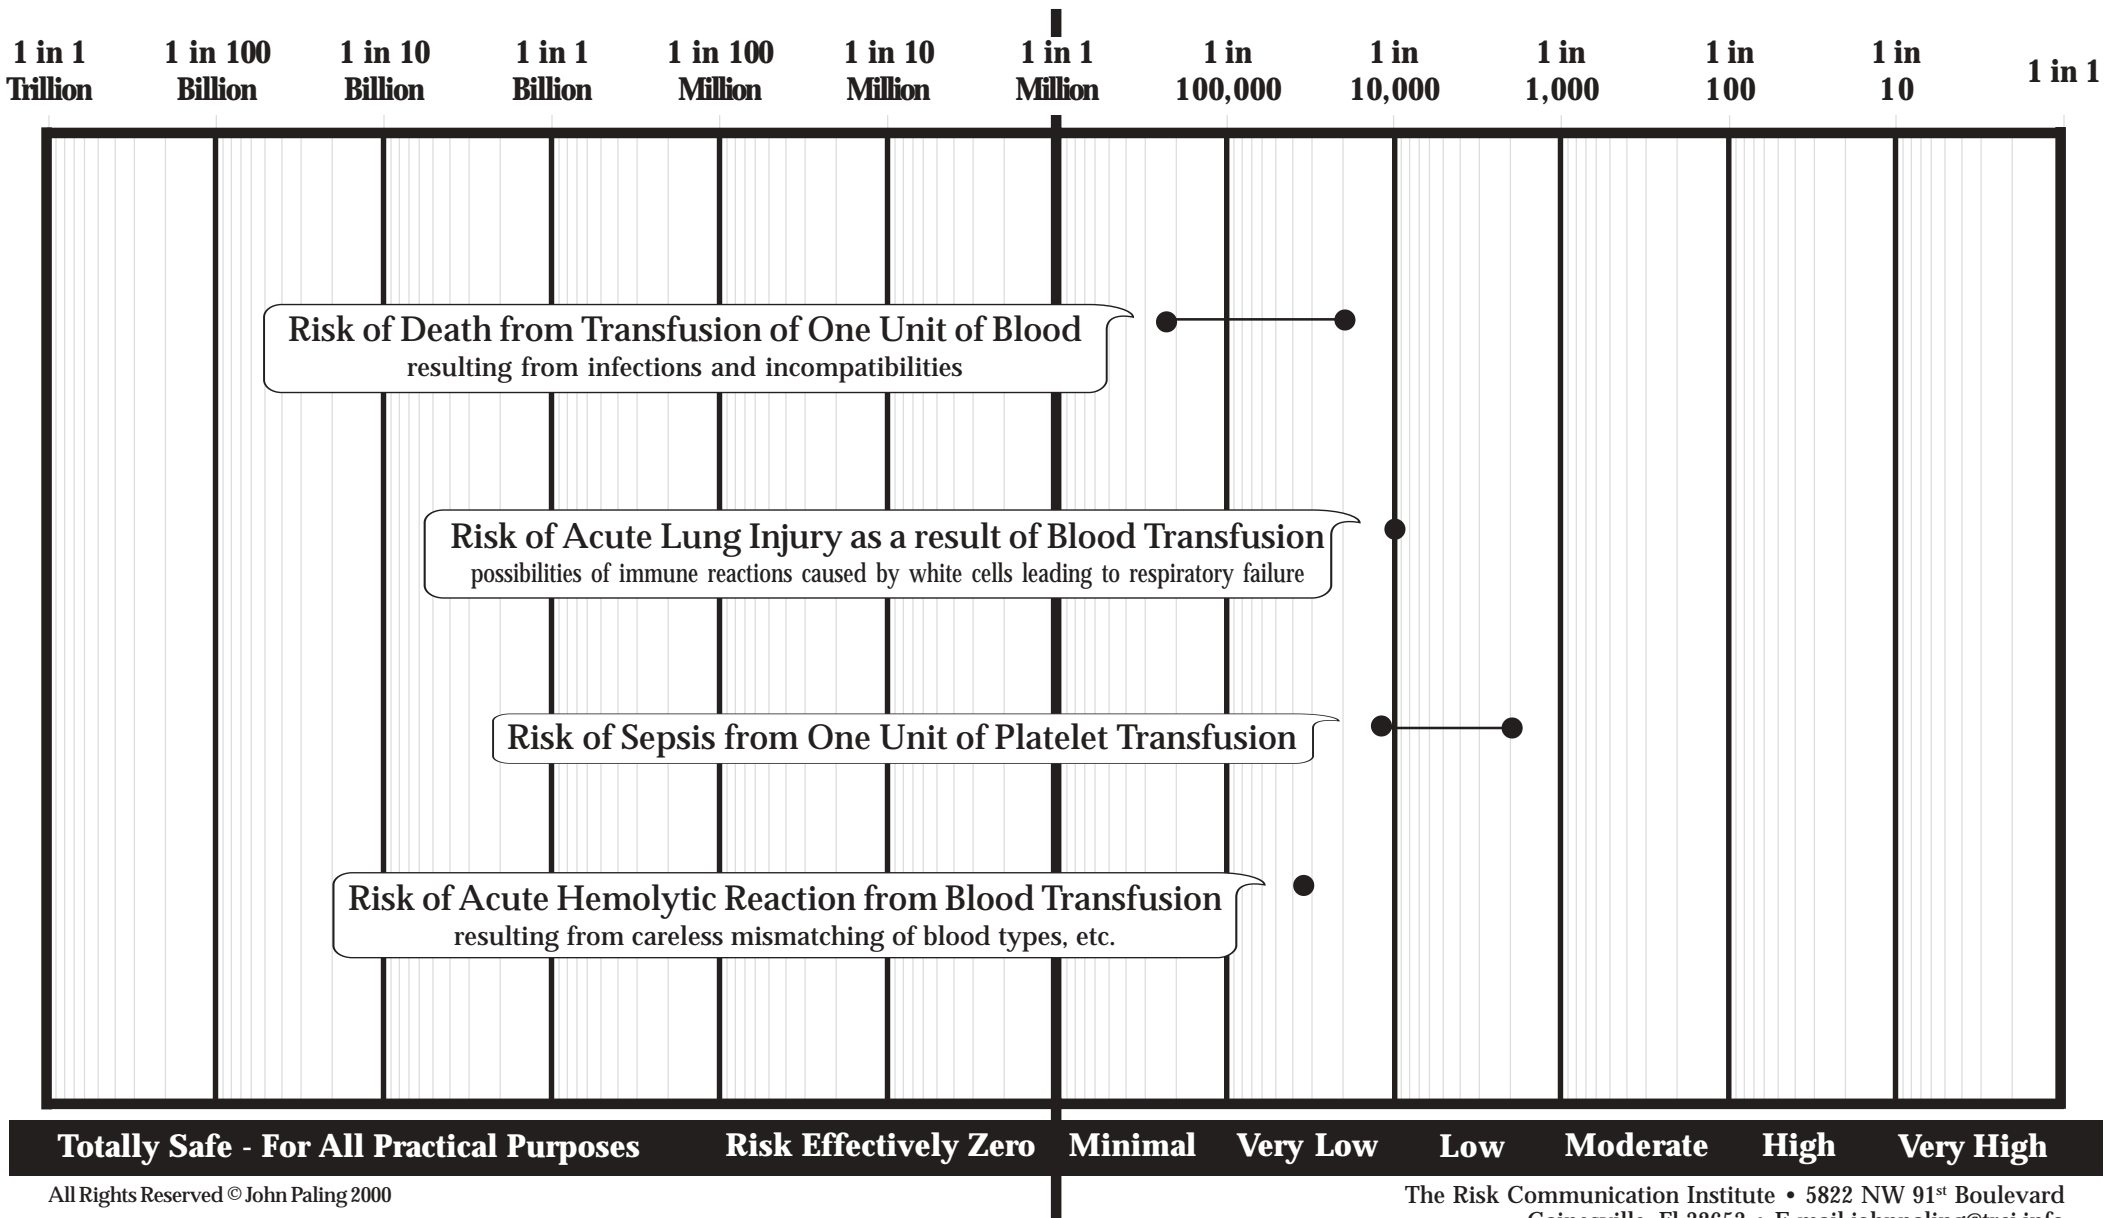 1 in 1 Trillion
1 in 100 Billion
1 in 10 Billion
1 in 1 Billion
1 in 100 Million
1 in 10 Million
1 in 1 Million
1 in 100,000
1 in 10,000
1 in 1,000
1 in 100
1 in 10
1 in 1
Risk of Death from Transfusion of One Unit of Blood
resulting from infections and incompatibilities
Risk of Acute Lung Injury as a result of Blood Transfusion
possibilities of immune reactions caused by white cells leading to respiratory failure
Risk of Sepsis from One Unit of Platelet Transfusion
Risk of Acute Hemolytic Reaction from Blood Transfusion
resulting from careless mismatching of blood types, etc.
Totally Safe - For All Practical Purposes Risk Effectively Zero Minimal Very Low Low Moderate High Very High
All Rights Reserved © John Paling 2000
The Risk Communication Institute • 5822 NW 91st Boulevard
Gainesville, Fl 32653 • E-mail johnpaling@trci.info